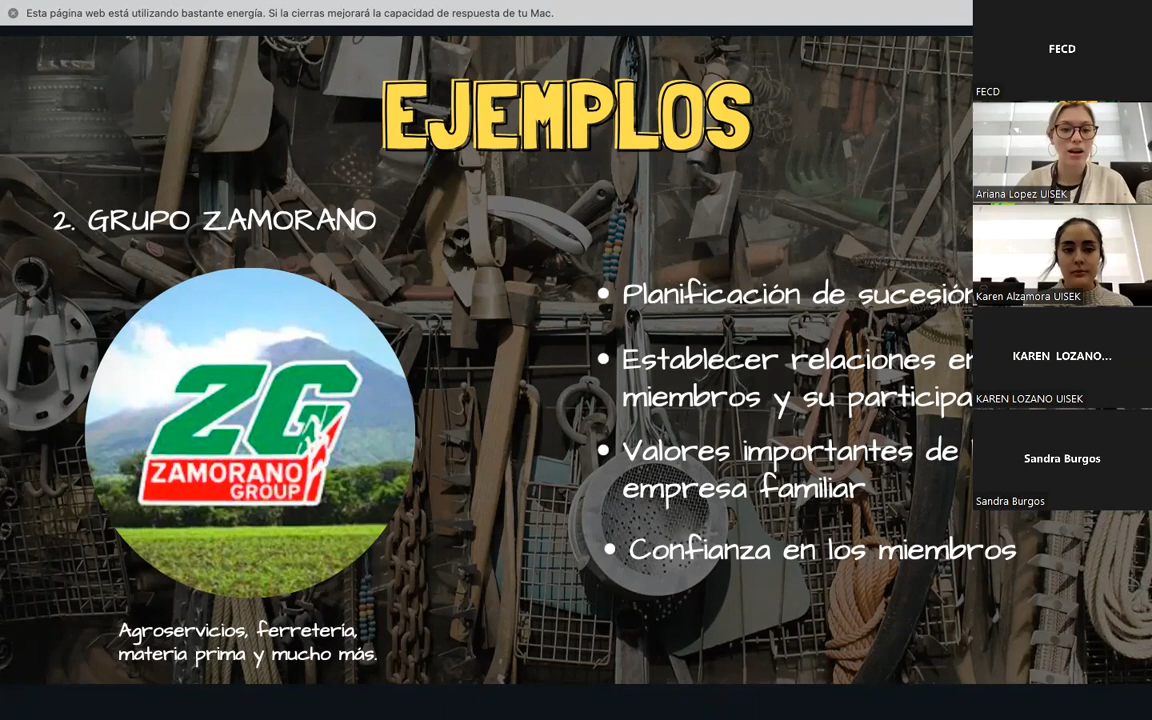 Esta página web está utilizando bastante energía. Si la cierras mejorará la capacidad de respuesta de tu Mac.
EJEMPLOS
2. GRUPO ZAMORANO
ZG
ZAMORANO
GROUP
Agroservicios, ferretería,
materia prima y mucho más.
• Planificación de sucesión
• Establecer relaciones
miembros y su
• Valores importantes de
empresa familiar
• Confianza en los miembros
FECD
FECD
Ariana Lopez UISEK
Karen Alzamora UISEK
KAREN LOZANO...
KAREN LOZANO UISEK
Sandra Burgos
Sandra Burgos